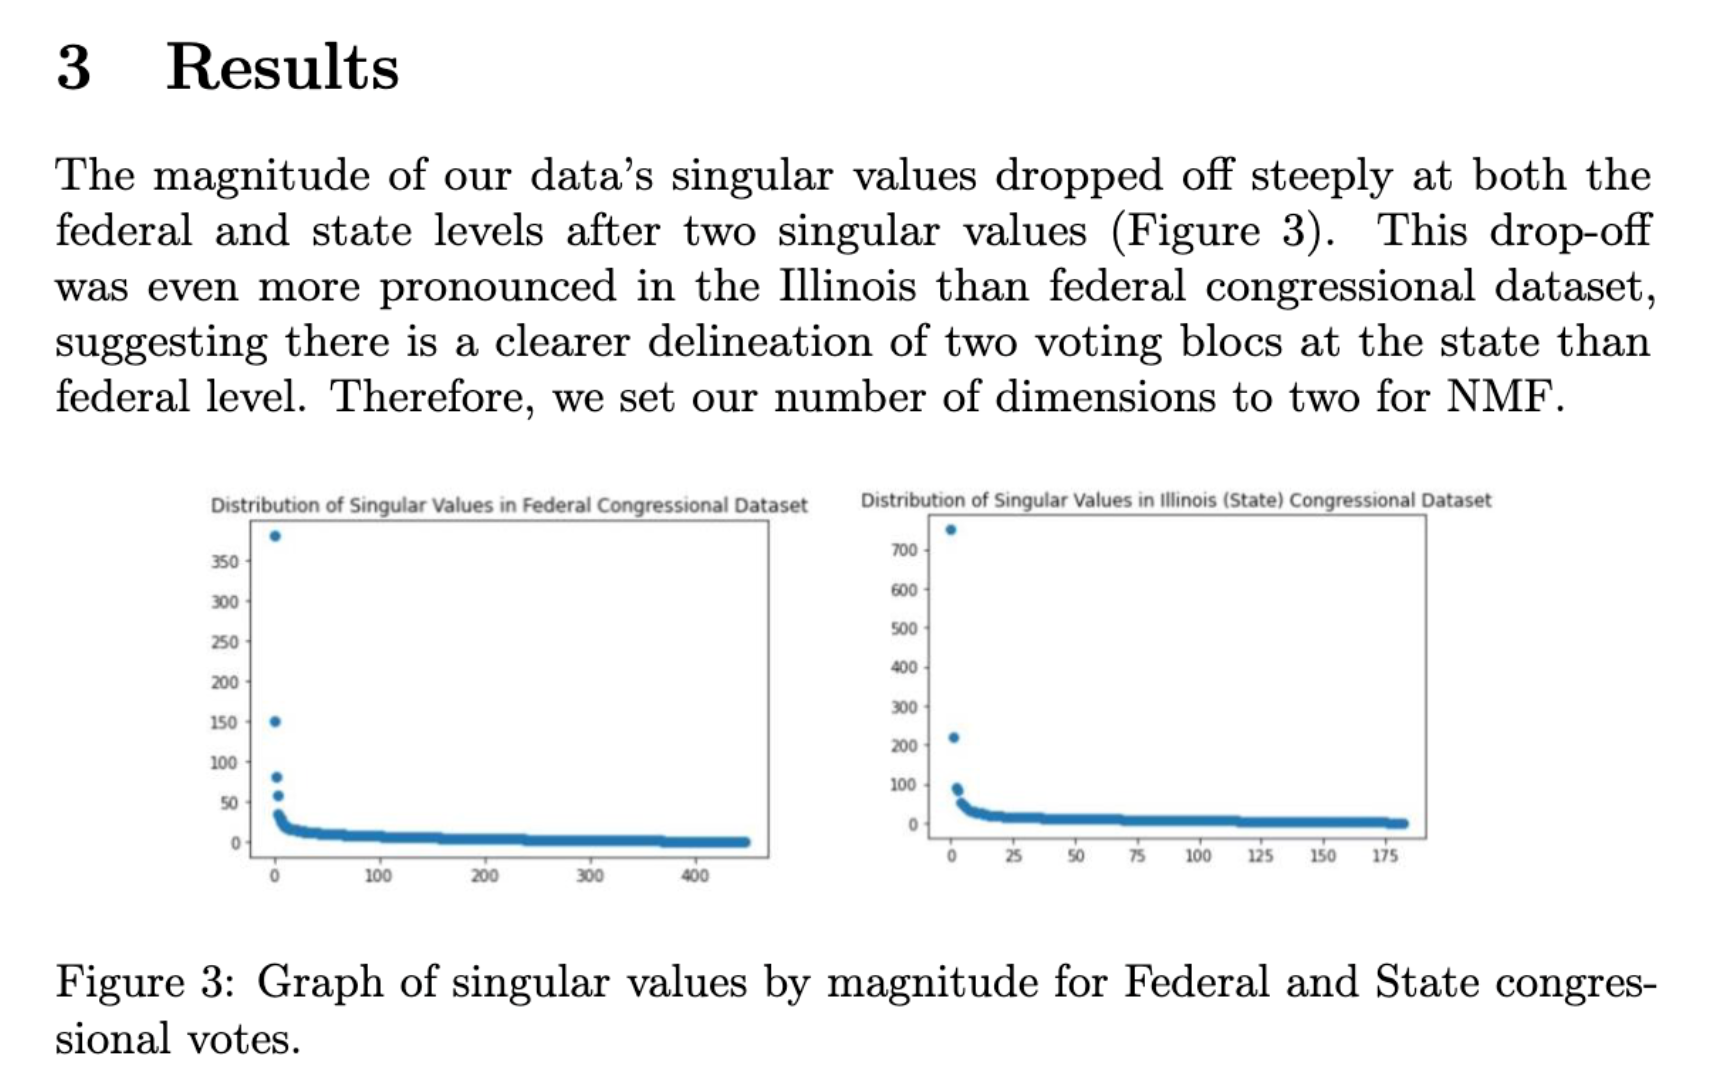 3 Results
The magnitude of our data’s singular values dropped off steeply at both the
federal and state levels after two singular values (Figure 3). This drop-off
was even more pronounced in the Illinois than federal congressional dataset,
suggesting there is a clearer delineation of two voting blocs at the state than
federal level. Therefore, we set our number of dimensions to two for NMF.
Distribution of Singular Values in Federal Congressional Dataset
350
300
250
200
150
100
50
0
0 100 200 300 400
Distribution of Singular Values in Illinois (State) Congressional Dataset
700
600
500
400
300
200
100
0
0 25 50 75 100 125 150 175
Figure 3: Graph of singular values by magnitude for Federal and State congres-
sional votes.